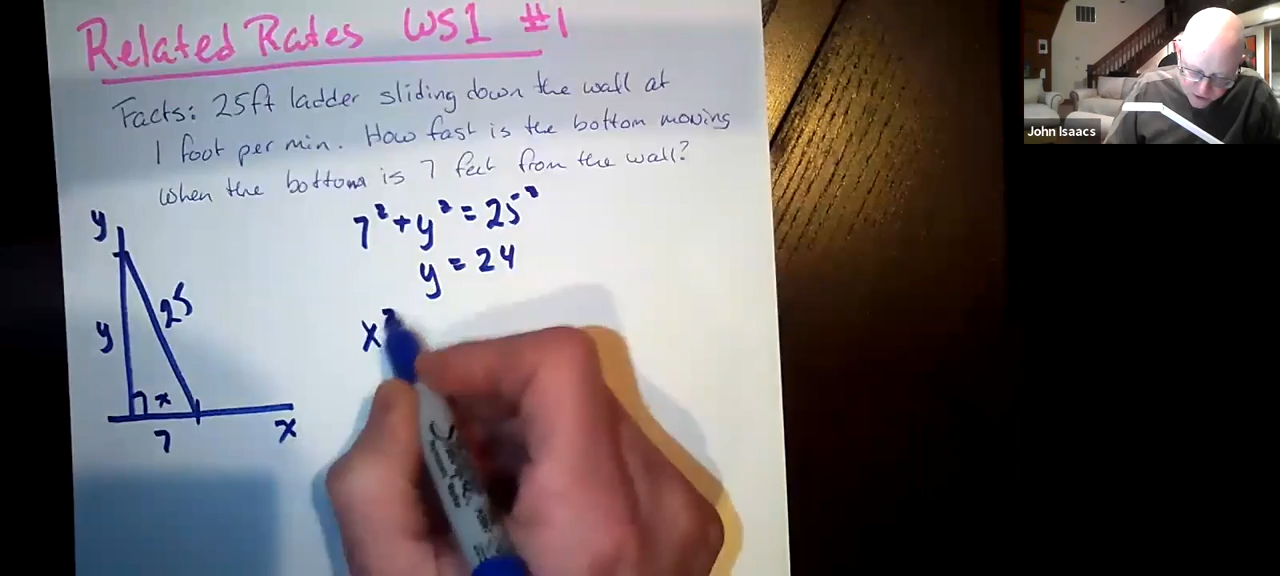 Related Rates WS1 #1
Facts: 25ft ladder sliding down the wall at
1 foot per min. How fast is the bottom moving
when the bottom is 7 feet from the wall?
7² + y² = 25²
y = 24
x²
y
y
25
x
7
x
John Isaacs